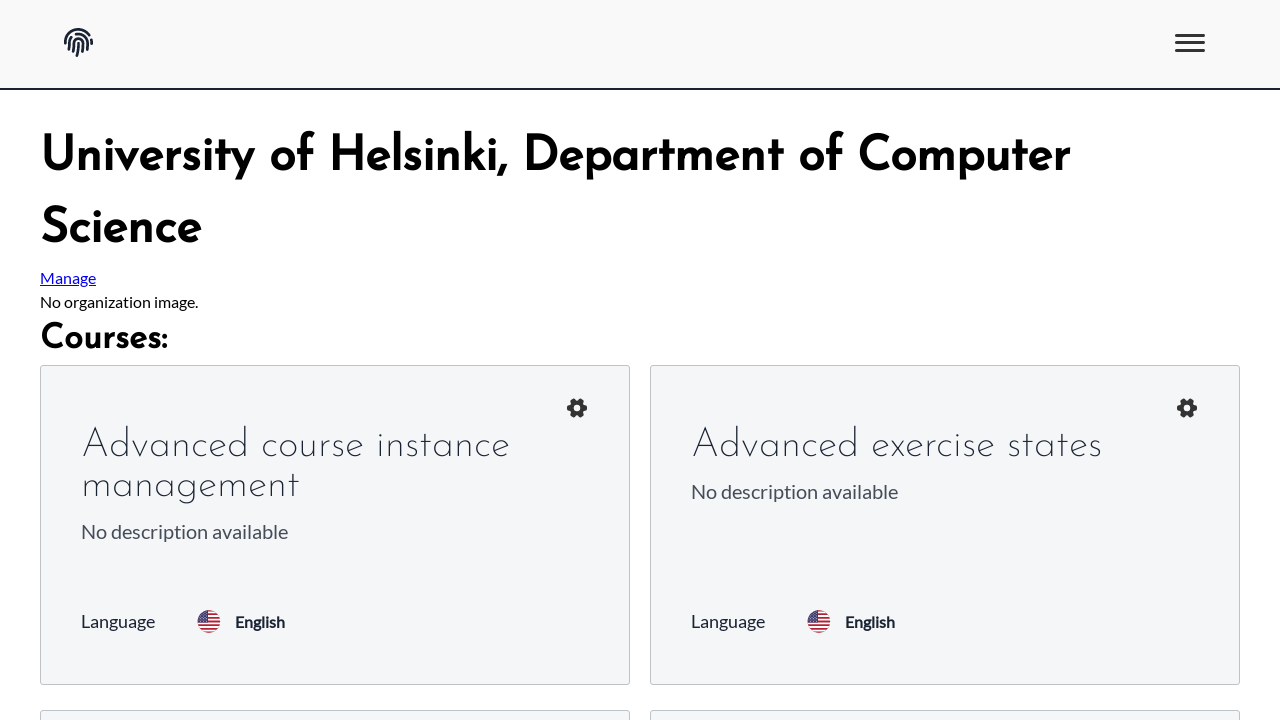 University of Helsinki, Department of Computer
Science
Manage
No organization image.
Courses:
Advanced course instance
management
No description available
Language English
Advanced exercise states
No description available
Language English